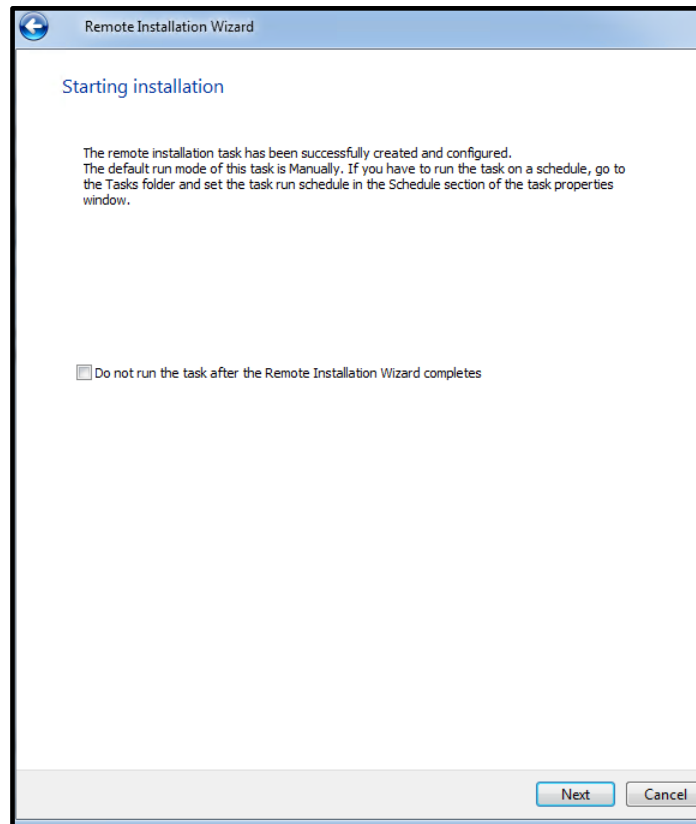 Remote Installation Wizard
Starting installation
The remote installation task has been successfully created and configured.
The default run mode of this task is Manually. If you have to run the task on a schedule, go to
the Tasks folder and set the task run schedule in the Schedule section of the task properties
window.
Do not run the task after the Remote Installation Wizard completes
Next Cancel